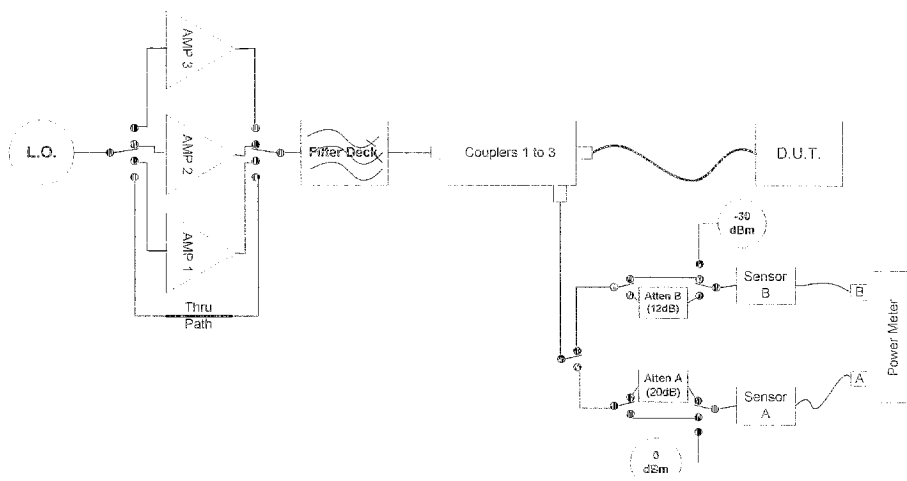 AMP 3
L.O.
AMP 2
Filter Deck
Couplers 1 to 3
D.U.T.
AMP 1
-30
dBm
Thru
Path
Atten B
(12dB)
Sensor
B
B
Power Meter
Atten A
(20dB)
Sensor
A
A
0
dBm